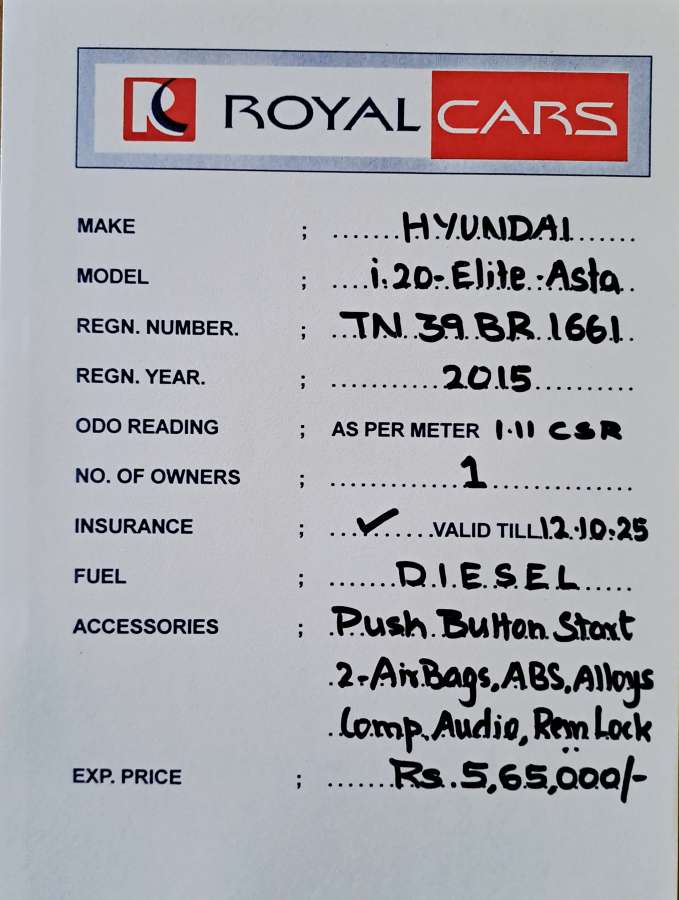 ROYAL CARS
MAKE ; HYUNDAI
MODEL ; i.20-Elite-Asta
REGN. NUMBER. ; TN 39 BR 1661
REGN. YEAR. ; 2015
ODO READING ; AS PER METER 1.11 CSR
NO. OF OWNERS ; 1
INSURANCE ; ✓ VALID TILL 12.10.25
FUEL ; DIESEL
ACCESSORIES ; Push Button Start
2-AirBags, ABS, Alloys
Comp. Audio, Rem Lock
EXP. PRICE ; Rs.5,65,000/-